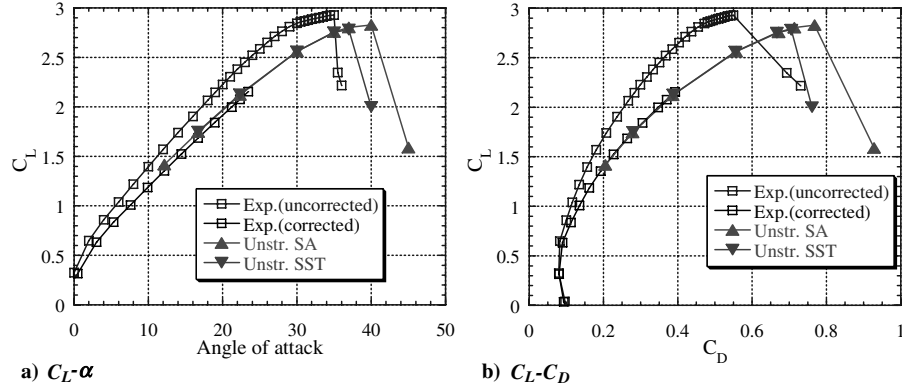 3
2.5
2
1.5
1
0.5
0
C_L
0 10 20 30 40 50
Angle of attack
Exp.(uncorrected)
Exp.(corrected)
Unstr. SA
Unstr. SST
a) C_L-α
3
2.5
2
1.5
1
0.5
0
C_L
0 0.2 0.4 0.6 0.8 1
C_D
Exp.(uncorrected)
Exp.(corrected)
Unstr. SA
Unstr. SST
b) C_L-C_D